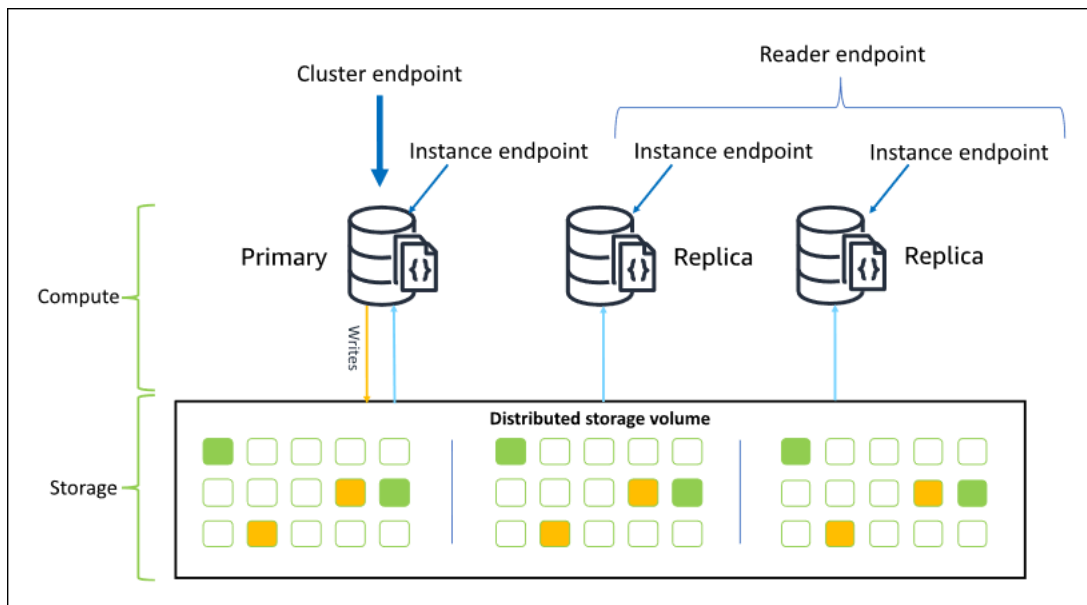 Reader endpoint
Cluster endpoint
Instance endpoint
Instance endpoint
Instance endpoint
Primary
{}
{}
Replica
{}
Replica
Compute
Writes
Distributed storage volume
Storage